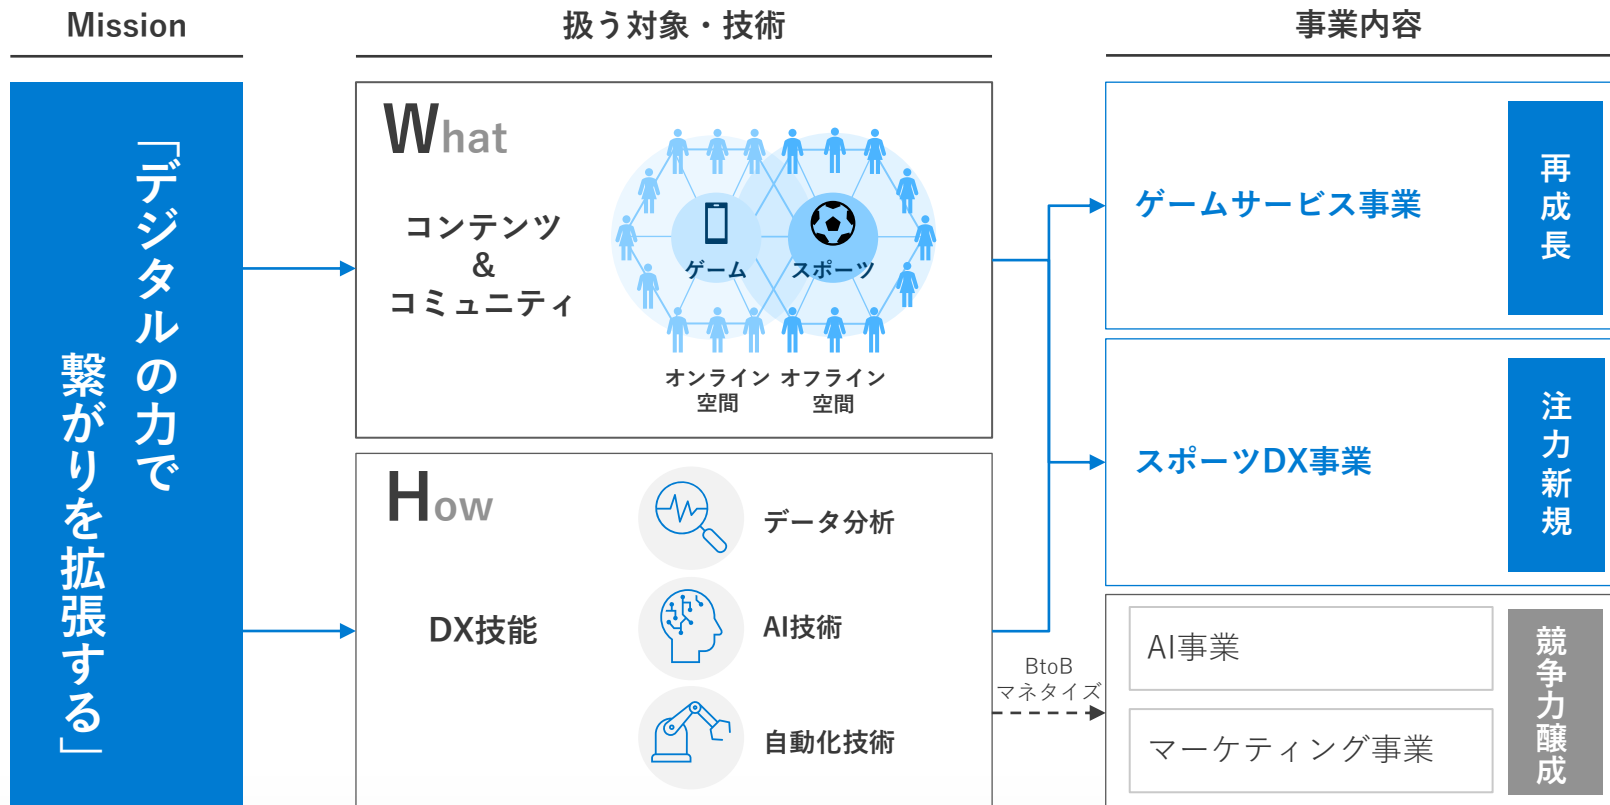 Mission
扱う対象・技術
事業内容
「デジタルの力で
繋がりを拡張する」
What
コンテンツ
&
コミュニティ
ゲーム
スポーツ
オンライン
空間
オフライン
空間
How
DX技能
データ分析
AI技術
自動化技術
BtoB
マネタイズ
ゲームサービス事業
再成長
スポーツDX事業
注力新規
AI事業
マーケティング事業
競争力醸成